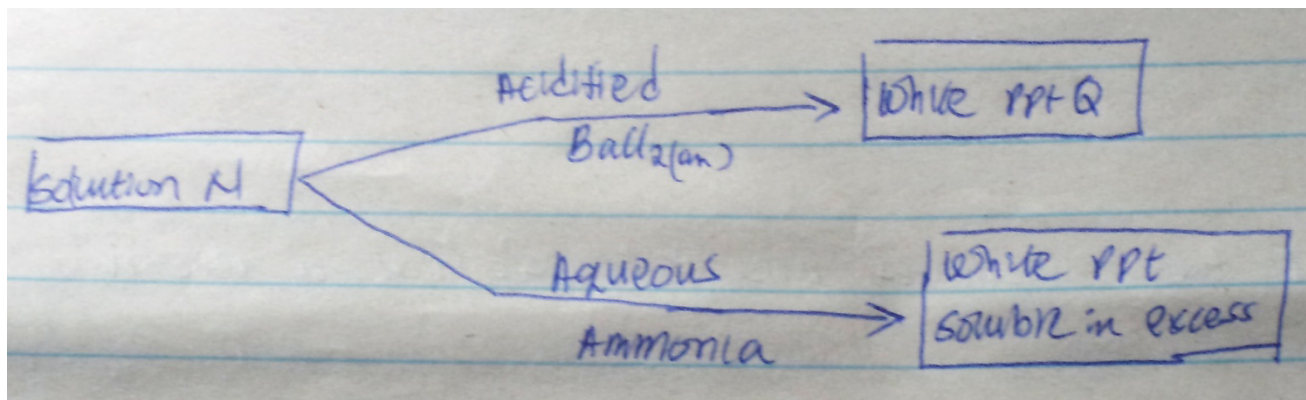 Acidified
White ppt Q
BaCl₂(aq)
Solution N
Aqueous
White ppt
soluble in excess
Ammonia